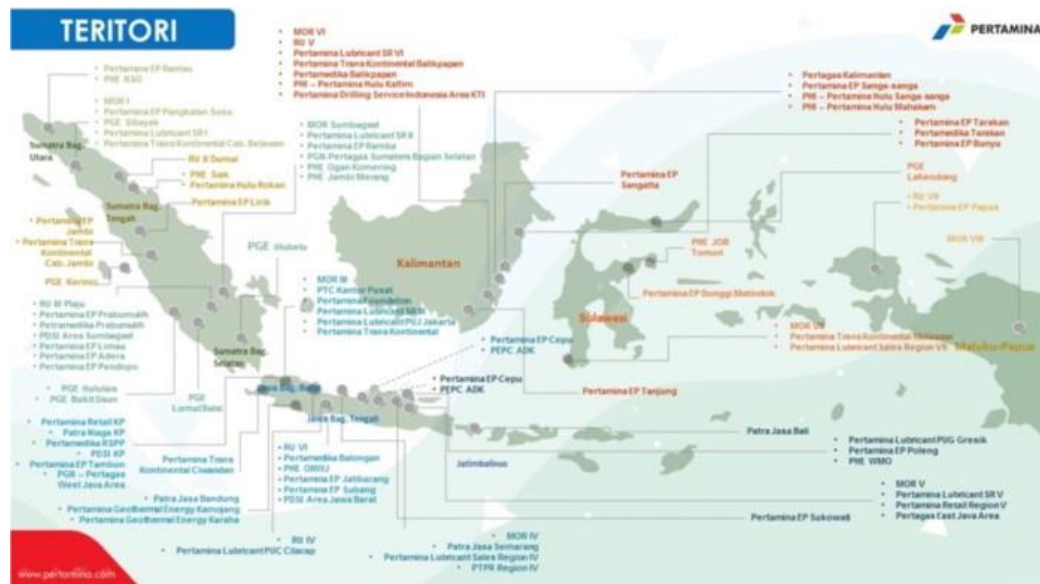 TERITORI
PERTAMINA
• MOR VI
• RU V
• Pertamina Lubricant SR VI
• Pertamina Trans Kontinental Balikpapan
• Pertamedika Balikpapan
• PHI – Pertamina Hulu Kaltim
• Pertamina Drilling Service Indonesia Area KTI
• Pertamina EP Rantau
• PHE NSO
• MOR I
• Pertamina EP Pangkalan Susu
• PGE Sibayak
• Pertamina Lubricant SR I
• Pertamina Trans Kontinental Cab. Belawan
Sumatra Bag.
Utara
• MOR Sumbagsel
• Pertamina Lubricant SR II
• Pertamina EP Ramba
• PGN-Pertagas Sumatera Bagian Selatan
• PHE Ogan Komering
• PHE Jambi Merang
• Pertagas Kalimantan
• Pertamina EP Sanga-sanga
• PHI – Pertamina Hulu Sanga-sanga
• PHI – Pertamina Hulu Mahakam
• Pertamina EP Tarakan
• Pertamedika Tarakan
• Pertamina EP Bunyu
• RU II Dumai
• PHE Siak
• Pertamina Hulu Rokan
Pertamina EP
Sangatta
PGE
Lahendong
• RU VII
• Pertamina EP Papua
Sumatra Bag.
Tengah
Pertamina EP Lirik
• Pertamina EP
Jambi
• Pertamina Trans
Kontinental
Cab. Jambi
PGE Kerinci
PGE Ulubelu
Kalimantan
PHE JOB
Tomori
MOR VIII
• MOR III
• PTC Kantor Pusat
• Pertamina Foundation
• Pertamina Lubricant SR III
• Pertamina Lubricant PUJ Jakarta
• Pertamina Trans Kontinental
Pertamina EP Donggi Matindok
• RU III Plaju
• Pertamina EP Prabumulih
• Petramedika Prabumulih
• PDSI Area Sumbagsel
• Pertamina EP Limau
• Pertamina EP Adera
• Pertamina EP Pendopo
Sulawesi
• MOR VII
• Pertamina Trans Kontinental Makassar
• Pertamina Lubricant Sales Region VII
Maluku-Papua
Sumatra Bag.
Selatan
• Pertamina EP Cepu
• PEPC ADK
• Pertamina EP Cepu
• PEPC ADK
• PGE Hululais
• PGE Bukit Daun
PGE
Lumut Balai
Jawa Bag. Barat
Pertamina EP Tanjung
• Pertamina Retail KP
• Patra Niaga KP
• Pertamedika RSPP
• PDSI KP
• Pertamina EP Tambun
• PGN – Pertagas
West Java Area
Jawa Bag. Tengah
Patra Jasa Bali
Pertamina Trans
Kontinental Ciwandan
• RU VI
• Pertamedika Balongan
• PHE ONWJ
• Pertamina EP Jatibarang
• Pertamina EP Subang
• PDSI Area Jawa Barat
Jatimbalinus
• Pertamina Lubricant PUG Gresik
• Pertamina EP Poleng
• PHE WMO
• Patra Jasa Bandung
• Pertamina Geothermal Energy Kamojang
• Pertamina Geothermal Energy Karaha
• MOR V
• Pertamina Lubricant SR V
• Pertamina Retail Region V
• Pertagas East Java Area
Pertamina EP Sukowati
• RU IV
• Pertamina Lubricant PUC Cilacap
• MOR IV
• Patra Jasa Semarang
• Pertamina Lubricant Sales Region IV
• PTPR Region IV
www.pertamina.com